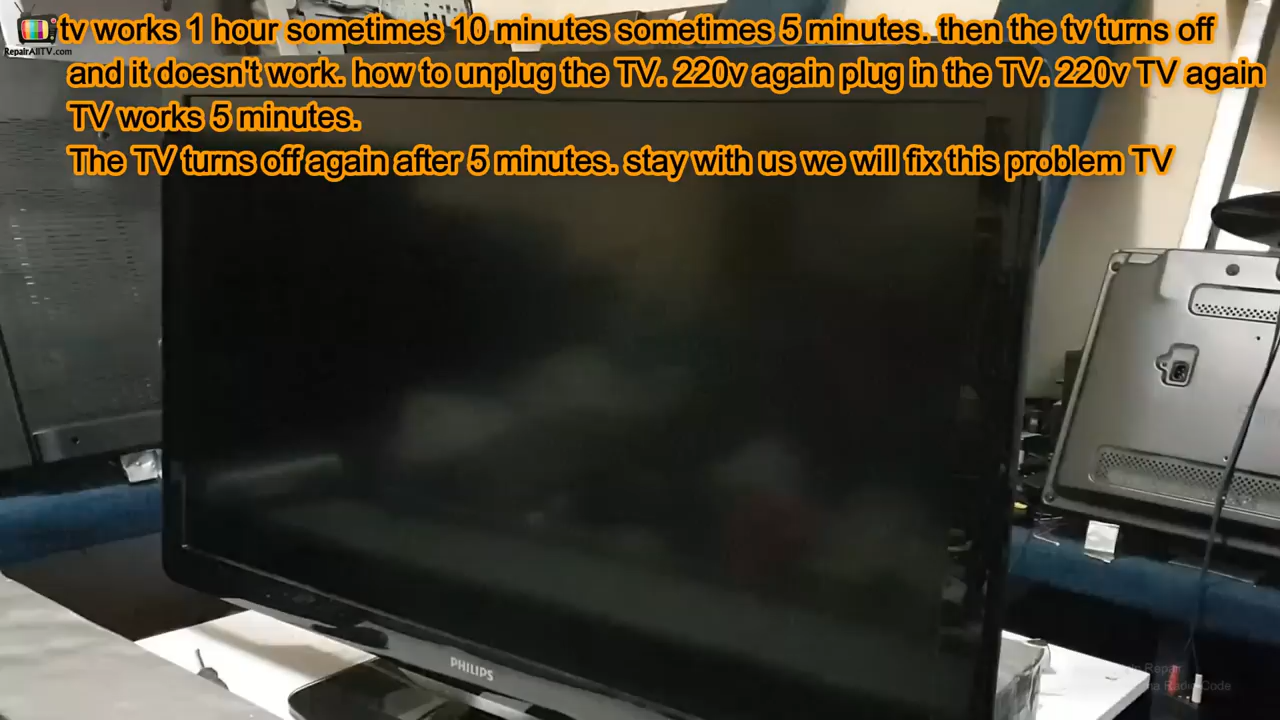 tv works 1 hour sometimes 10 minutes sometimes 5 minutes. then the tv turns off
RepairAllTV.com
and it doesn't work. how to unplug the TV. 220v again plug in the TV. 220v TV again
TV works 5 minutes.
The TV turns off again after 5 minutes. stay with us we will fix this problem TV
PHILIPS
Repair
Radio Code